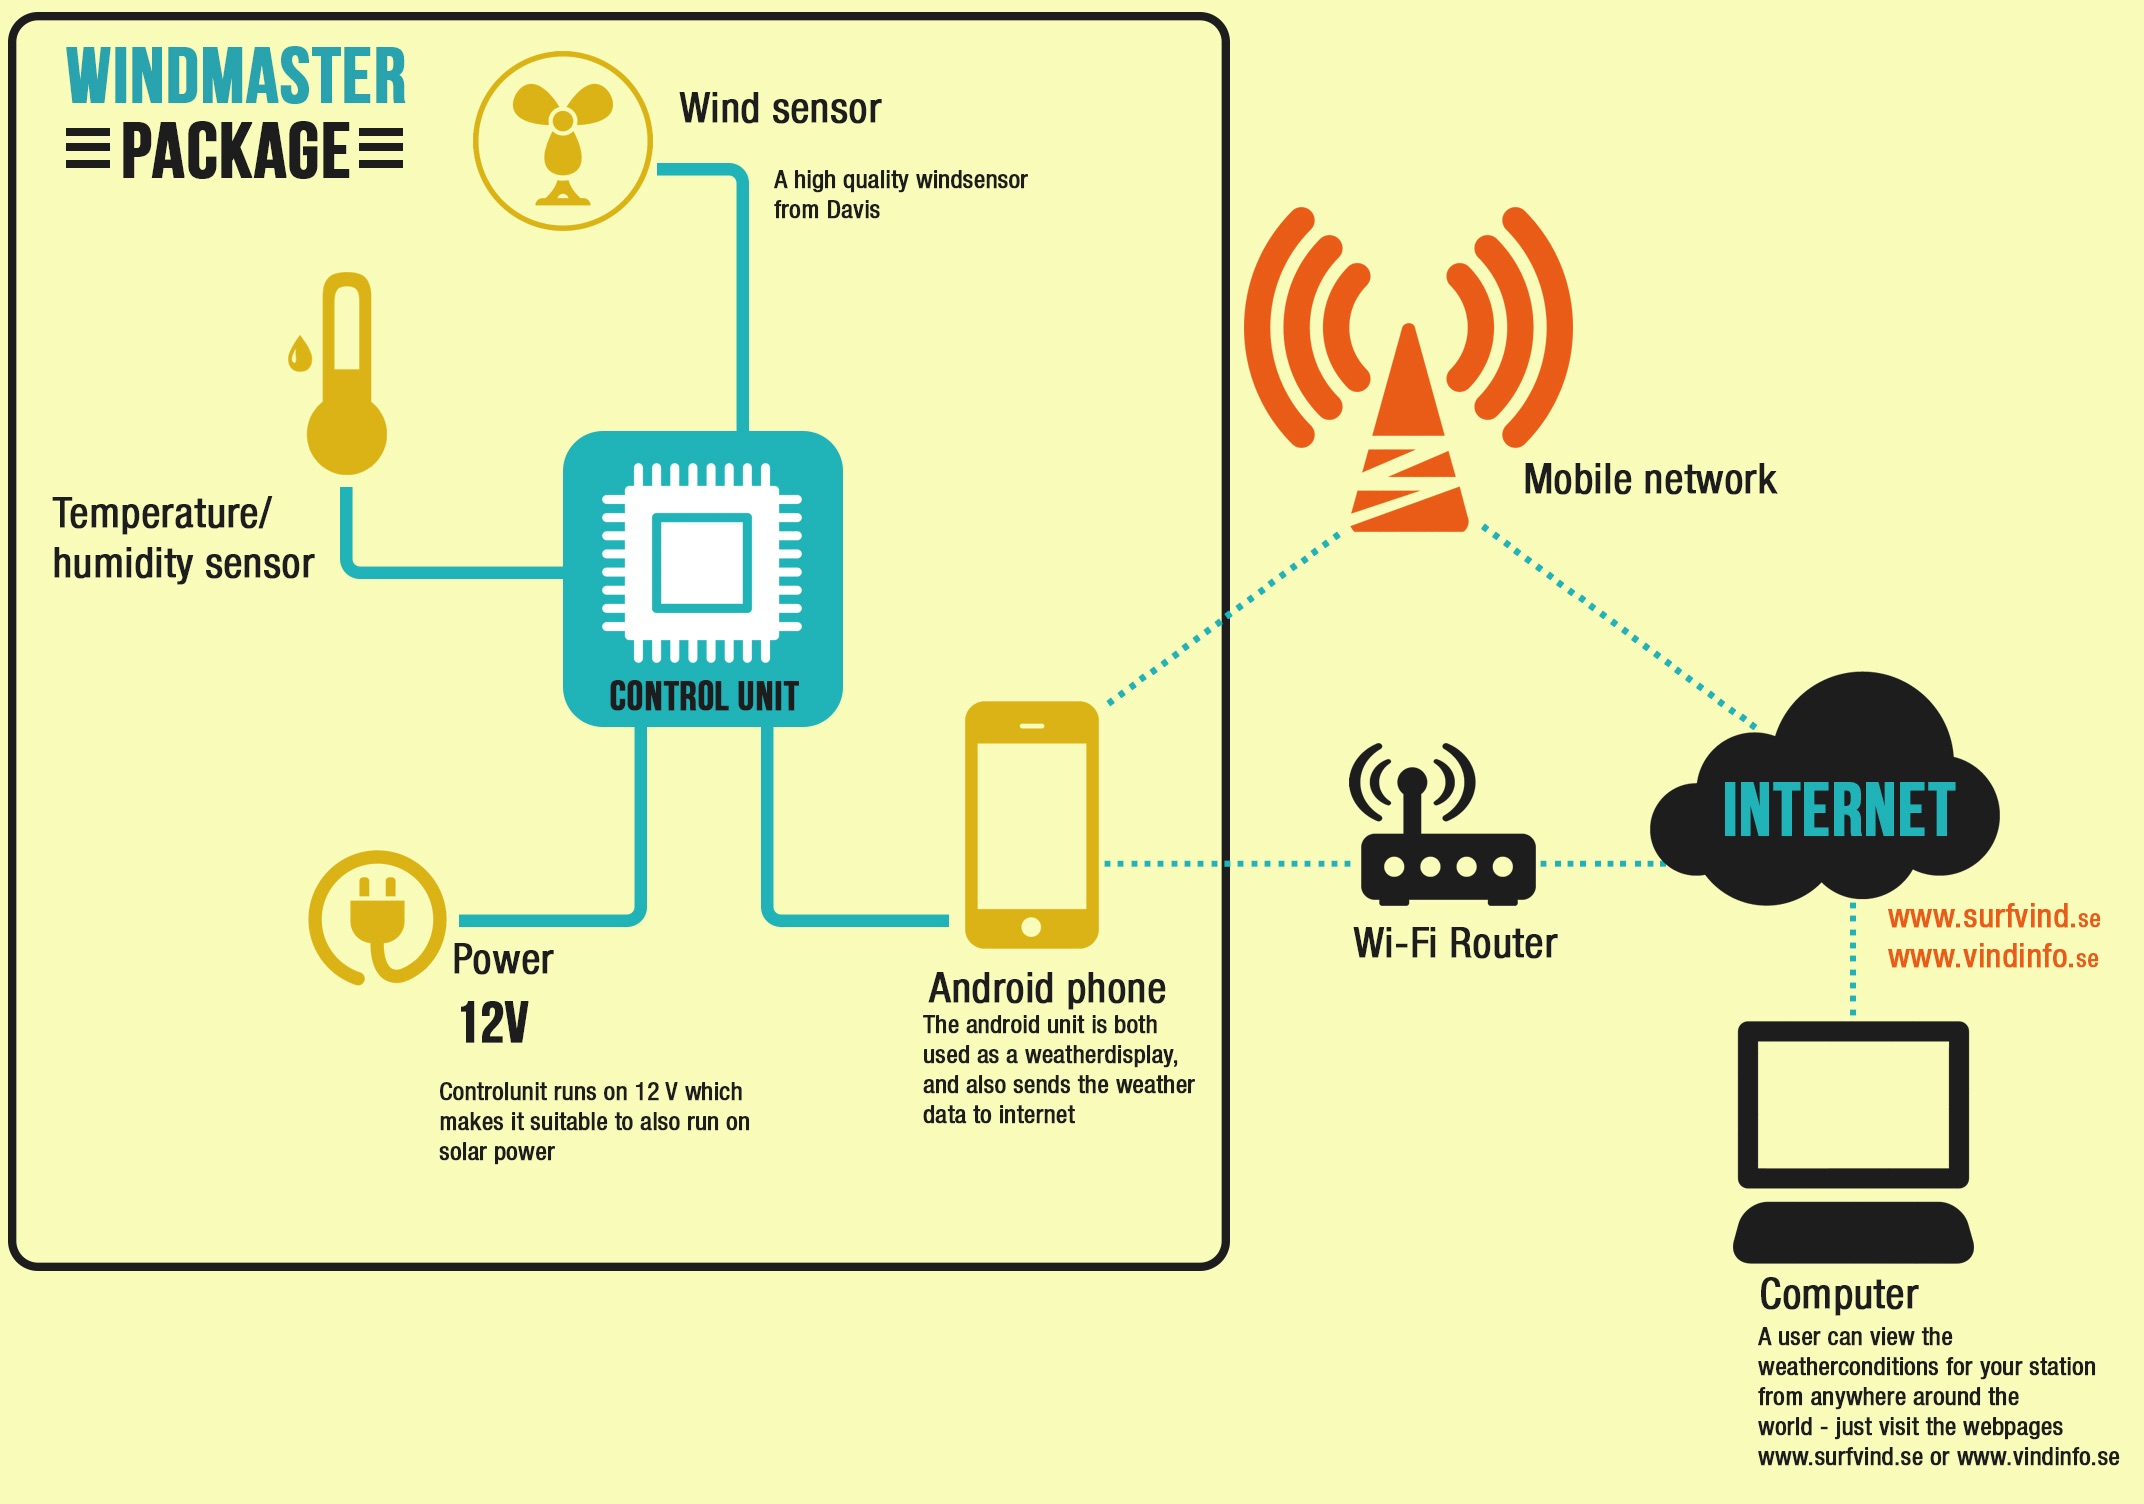 WINDMASTER
PACKAGE
Wind sensor
A high quality windsensor
from Davis
Temperature/
humidity sensor
CONTROL UNIT
Power
12V
Controlunit runs on 12 V which
makes it suitable to also run on
solar power
Android phone
The android unit is both
used as a weatherdisplay,
and also sends the weather
data to internet
Mobile network
Wi-Fi Router
INTERNET
www.surfvind.se
www.vindinfo.se
Computer
A user can view the
weatherconditions for your station
from anywhere around the
world - just visit the webpages
www.surfvind.se or www.vindinfo.se